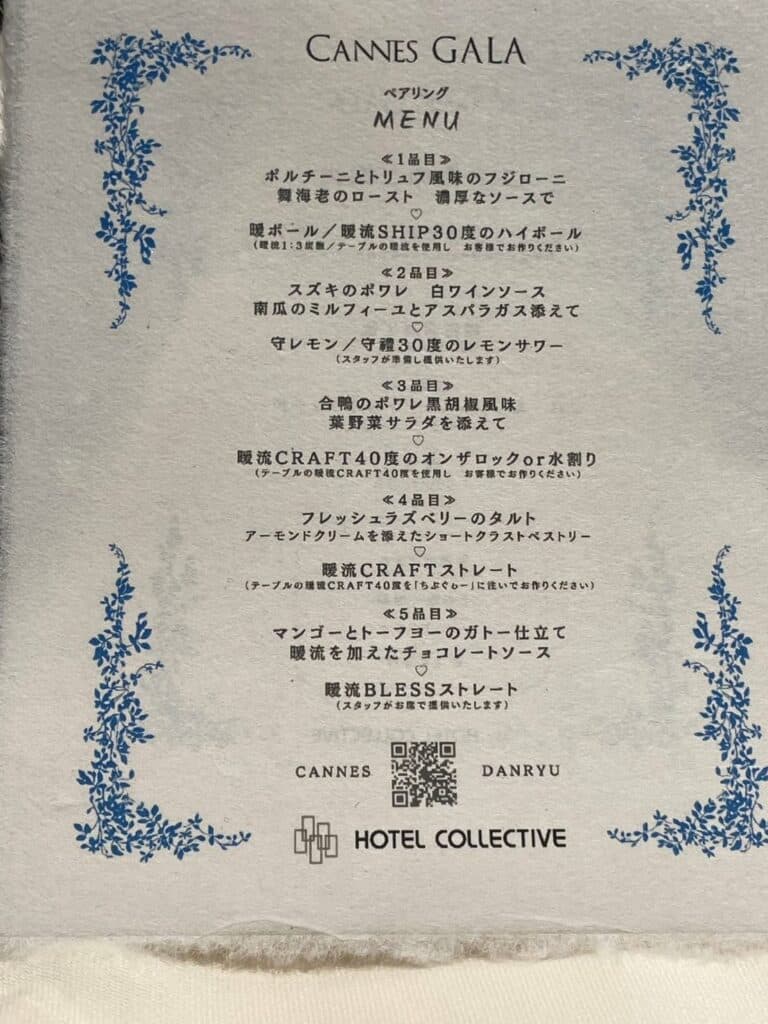 CANNES GALA
ペアリング
MENU
≪1品目≫
ポルチーニとトリュフ風味のフジローニ
舞海老のロースト　濃厚なソースで
♡
暖ボール／暖流SHIP30度のハイボール
(暖流1：3炭酸／テーブルの暖流を使用し　お客様でお作りください)
≪2品目≫
スズキのポワレ　白ワインソース
南瓜のミルフィーユとアスパラガス添えて
♡
守レモン／守禮30度のレモンサワー
(スタッフが準備し提供いたします)
≪3品目≫
合鴨のポワレ黒胡椒風味
葉野菜サラダを添えて
♡
暖流CRAFT40度のオンザロックor水割り
(テーブルの暖流CRAFT40度を使用し　お客様でお作りください)
≪4品目≫
フレッシュラズベリーのタルト
アーモンドクリームを添えたショートクラストペストリー
♡
暖流CRAFTストレート
(テーブルの暖流CRAFT40度を「ちぶぐゎー」に注いでお作りください)
≪5品目≫
マンゴーとトーフヨーのガトー仕立て
暖流を加えたチョコレートソース
♡
暖流BLESSストレート
(スタッフがお席で提供いたします)
CANNES DANRYU
HOTEL COLLECTIVE